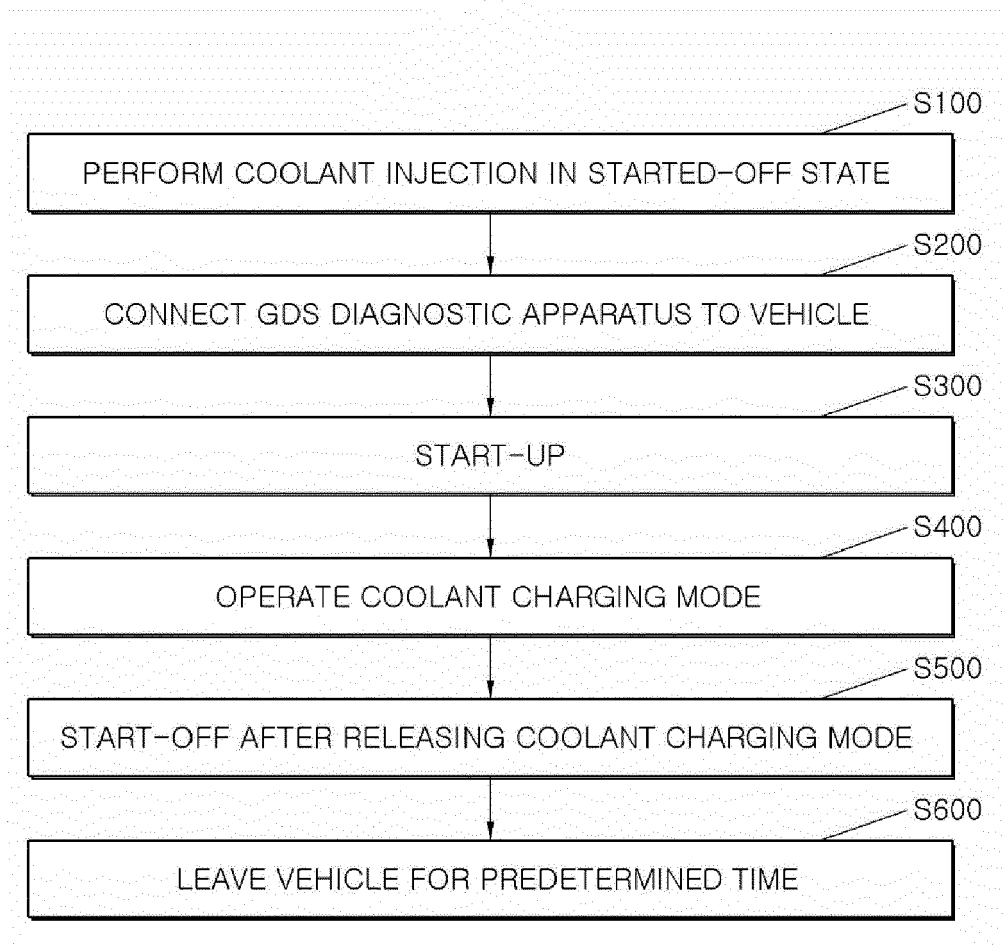 S100
PERFORM COOLANT INJECTION IN STARTED-OFF STATE
S200
CONNECT GDS DIAGNOSTIC APPARATUS TO VEHICLE
S300
START-UP
S400
OPERATE COOLANT CHARGING MODE
S500
START-OFF AFTER RELEASING COOLANT CHARGING MODE
S600
LEAVE VEHICLE FOR PREDETERMINED TIME